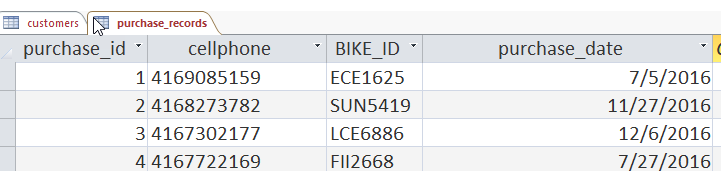 customers purchase_records
purchase_id cellphone BIKE_ID purchase_date
1 4169085159 ECE1625 7/5/2016
2 4168273782 SUN5419 11/27/2016
3 4167302177 LCE6886 12/6/2016
4 4167722169 FII2668 7/27/2016